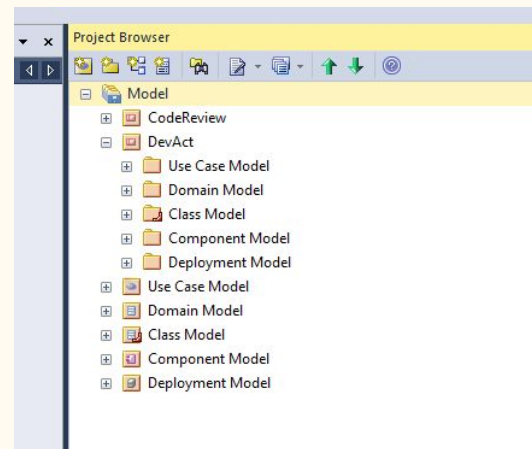 Project Browser
Model
CodeReview
DevAct
Use Case Model
Domain Model
Class Model
Component Model
Deployment Model
Use Case Model
Domain Model
Class Model
Component Model
Deployment Model